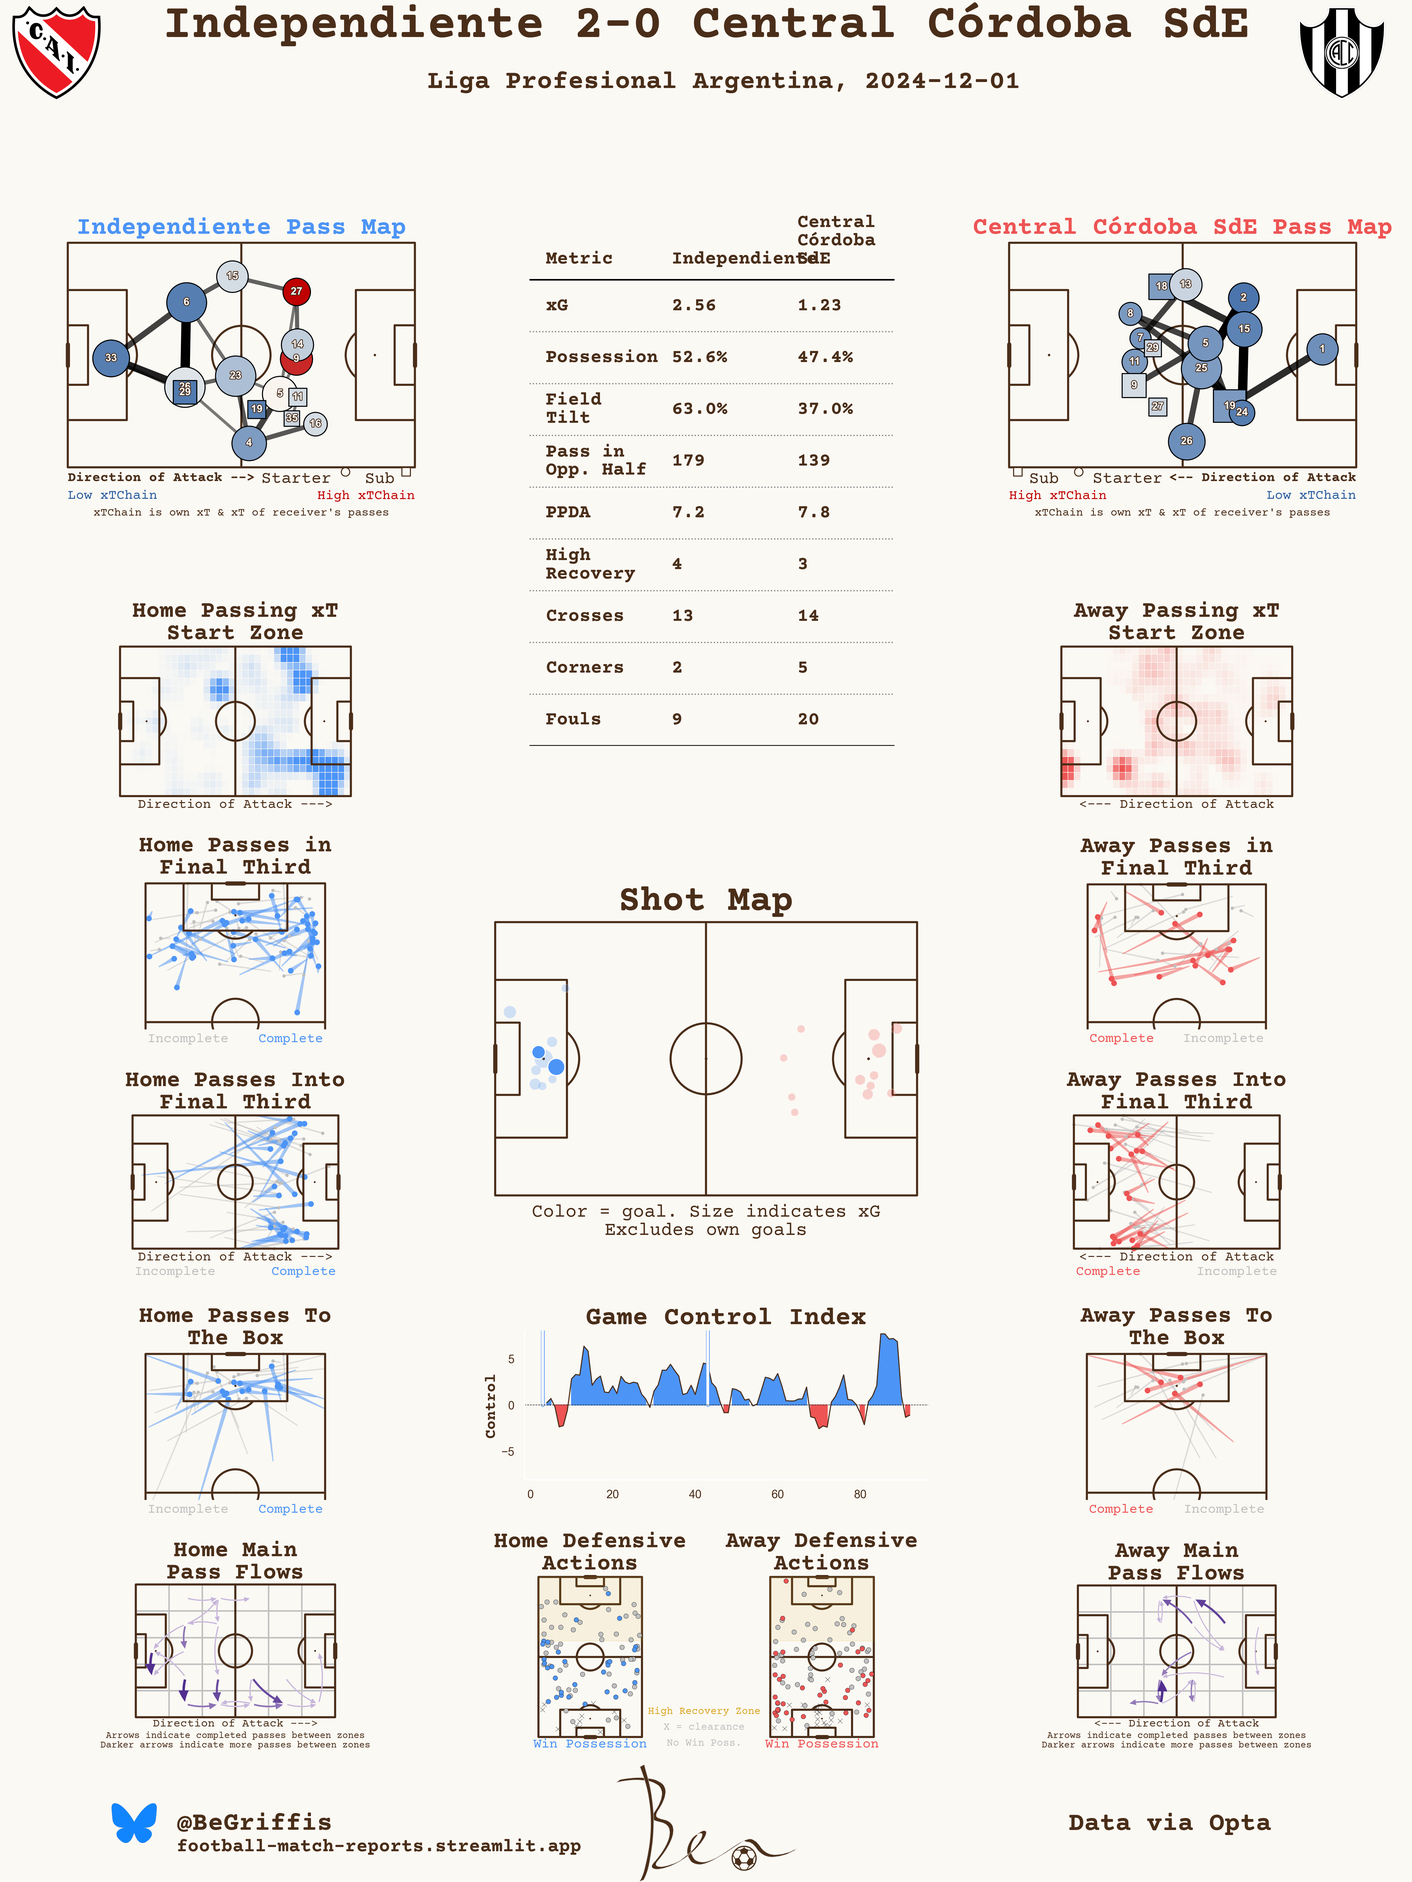 Independiente 2-0 Central Córdoba SdE
Liga Profesional Argentina, 2024-12-01
C.A.I.
Independiente Pass Map
15
27
6
14
9
33
23
26
29
5
11
19
35
16
4
Direction of Attack --> Starter Sub
Low xTChain High xTChain
xTChain is own xT & xT of receiver's passes
Metric Independiente Central Córdoba SdE
xG 2.56 1.23
Possession 52.6% 47.4%
Field Tilt 63.0% 37.0%
Pass in Opp. Half 179 139
PPDA 7.2 7.8
High Recovery 4 3
Crosses 13 14
Corners 2 5
Fouls 9 20
Central Córdoba SdE Pass Map
18
13
2
8
15
7
29
5
1
11
25
9
27
19
24
26
Sub Starter <-- Direction of Attack
High xTChain Low xTChain
xTChain is own xT & xT of receiver's passes
Home Passing xT
Start Zone
Direction of Attack --->
Away Passing xT
Start Zone
<--- Direction of Attack
Home Passes in
Final Third
Incomplete Complete
Away Passes in
Final Third
Complete Incomplete
Shot Map
Color = goal. Size indicates xG
Excludes own goals
Home Passes Into
Final Third
Direction of Attack --->
Incomplete Complete
Away Passes Into
Final Third
<--- Direction of Attack
Complete Incomplete
Home Passes To
The Box
Incomplete Complete
Game Control Index
Control
5
0
−5
0 20 40 60 80
Away Passes To
The Box
Complete Incomplete
Home Main
Pass Flows
Direction of Attack --->
Arrows indicate completed passes between zones
Darker arrows indicate more passes between zones
Home Defensive
Actions
Win Possession
High Recovery Zone
X = clearance
No Win Poss.
Away Defensive
Actions
Win Possession
Away Main
Pass Flows
<--- Direction of Attack
Arrows indicate completed passes between zones
Darker arrows indicate more passes between zones
@BeGriffis
football-match-reports.streamlit.app
Ben
Data via Opta